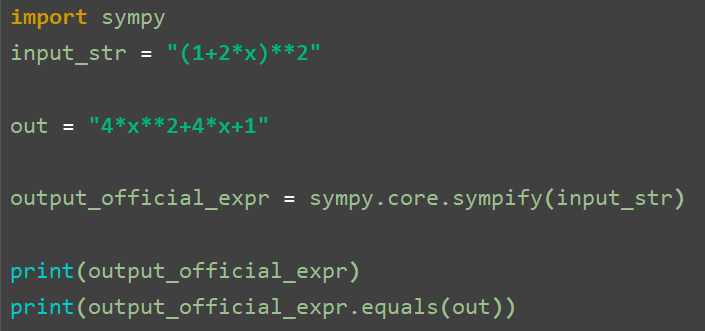 import sympy
input_str = "(1+2*x)**2"
out = "4*x**2+4*x+1"
output_official_expr = sympy.core.sympify(input_str)
print(output_official_expr)
print(output_official_expr.equals(out))